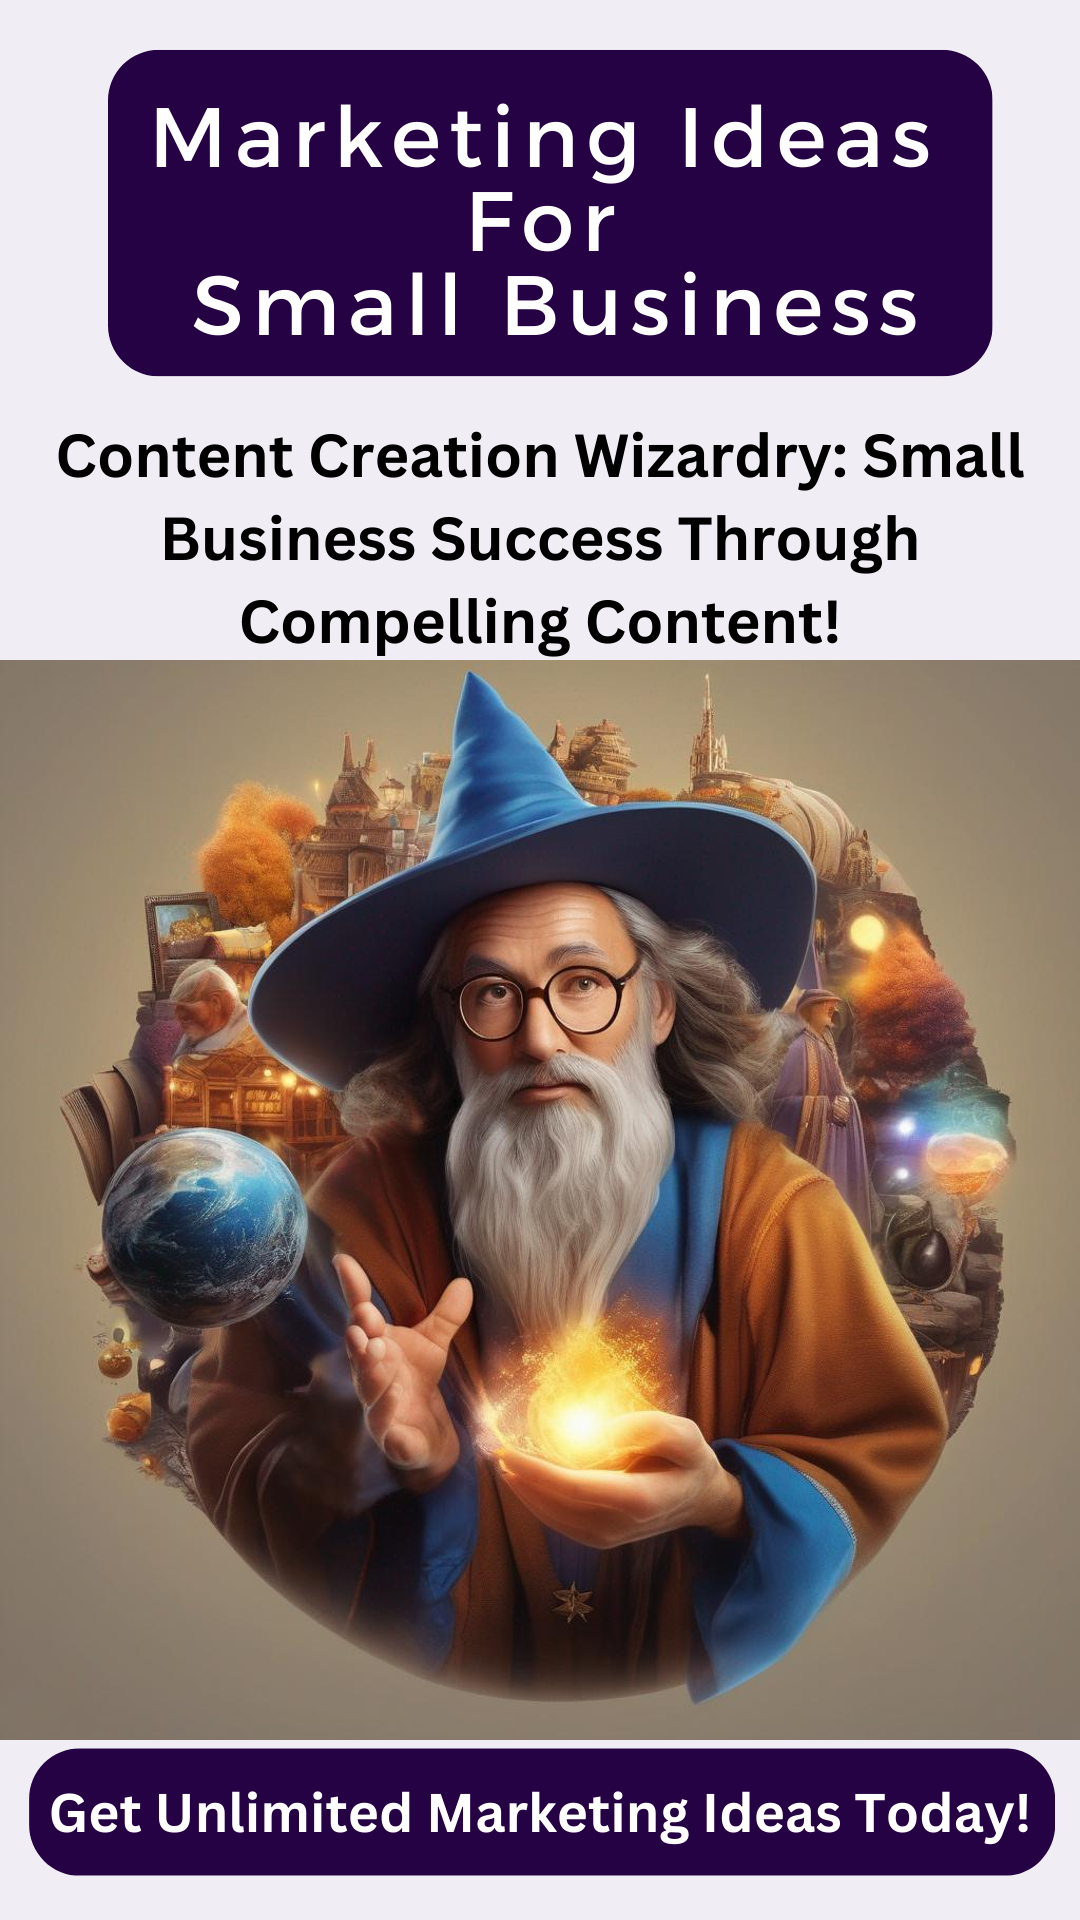 Marketing Ideas
For
Small Business
Content Creation Wizardry: Small
Business Success Through
Compelling Content!
Get Unlimited Marketing Ideas Today!